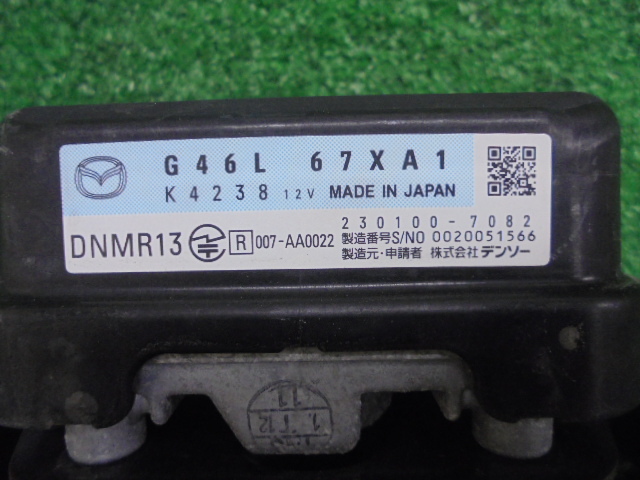 G46L 67XA1
K4238 12V MADE IN JAPAN
230100-7082
DNMR13 R 007-AA0022 製造番号S/NO 0020051566
製造元・申請者 株式会社デンソー
11